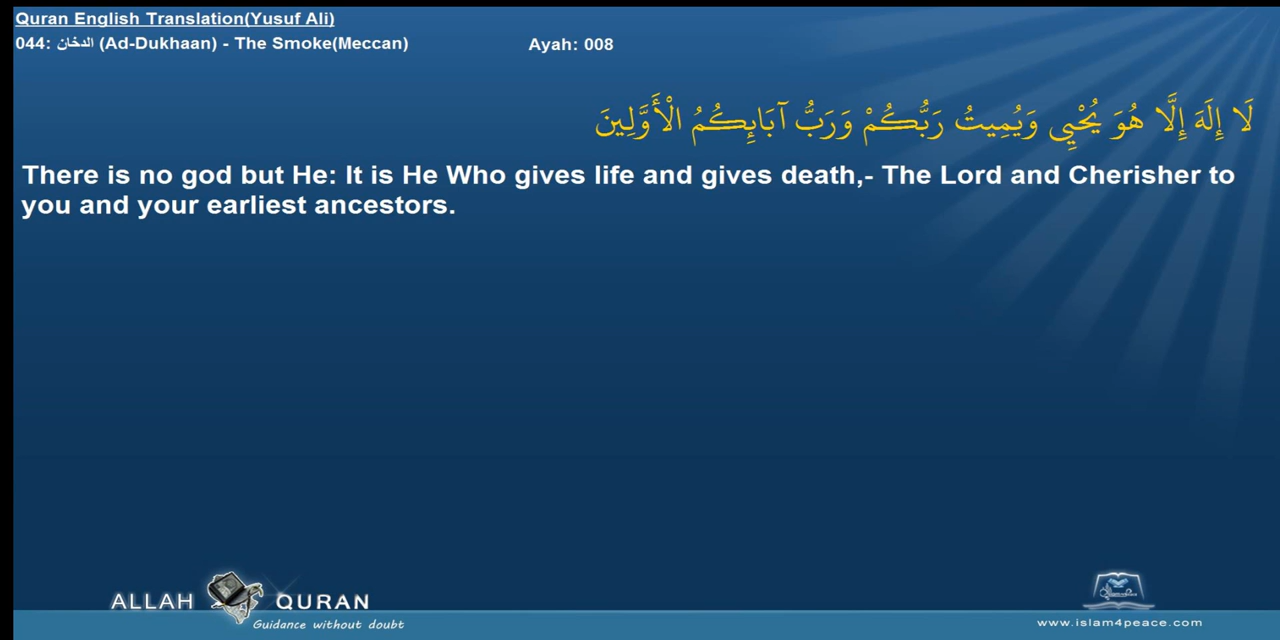 Quran English Translation(Yusuf Ali)
044: الدخان (Ad-Dukhaan) - The Smoke(Meccan) Ayah: 008
لَا إِلَهَ إِلَّا هُوَ يُحْيِي وَيُمِيتُ رَبُّكُمْ وَرَبُّ آبَائِكُمُ الْأَوَّلِينَ
There is no god but He: It is He Who gives life and gives death,- The Lord and Cherisher to
you and your earliest ancestors.
ALLAH QURAN
Guidance without doubt
www.islam4peace.com